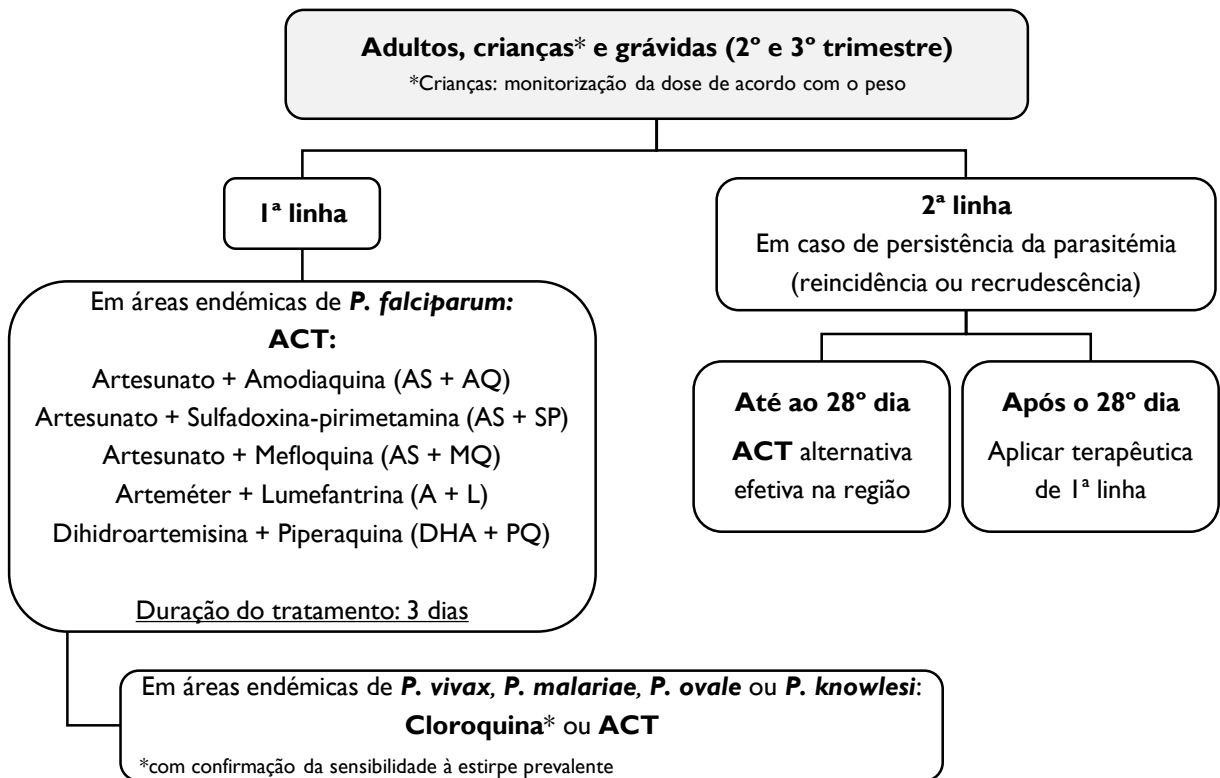 Adultos, crianças* e grávidas (2º e 3º trimestre)
*Crianças: monitorização da dose de acordo com o peso
1ª linha
Em áreas endémicas de P. falciparum:
ACT:
Artesunato + Amodiaquina (AS + AQ)
Artesunato + Sulfadoxina-pirimetamina (AS + SP)
Artesunato + Mefloquina (AS + MQ)
Arteméter + Lumefantrina (A + L)
Dihidroartemisina + Piperaquina (DHA + PQ)
Duração do tratamento: 3 dias
Em áreas endémicas de P. vivax, P. malariae, P. ovale ou P. knowlesi:
Cloroquina* ou ACT
*com confirmação da sensibilidade à estirpe prevalente
2ª linha
Em caso de persistência da parasitémia
(reincidência ou recrudescência)
Até ao 28º dia
ACT alternativa
efetiva na região
Após o 28º dia
Aplicar terapêutica
de 1ª linha